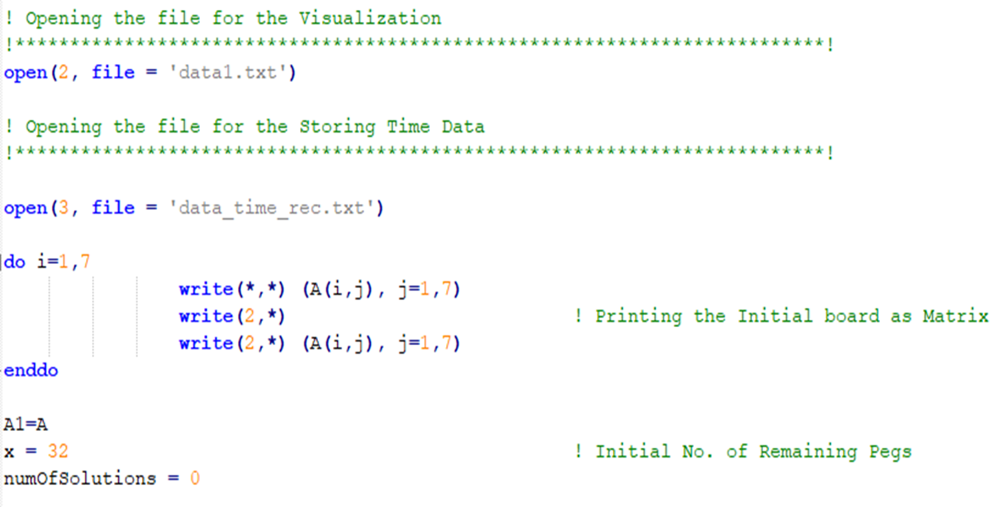 ! Opening the file for the Visualization
!**************************************************************************!
open(2, file = 'data1.txt')
! Opening the file for the Storing Time Data
!**************************************************************************!
open(3, file = 'data_time_rec.txt')
do i=1,7
write(*,*) (A(i,j), j=1,7)
write(2,*) ! Printing the Initial board as Matrix
write(2,*) (A(i,j), j=1,7)
enddo
A1=A
x = 32 ! Initial No. of Remaining Pegs
numOfSolutions = 0